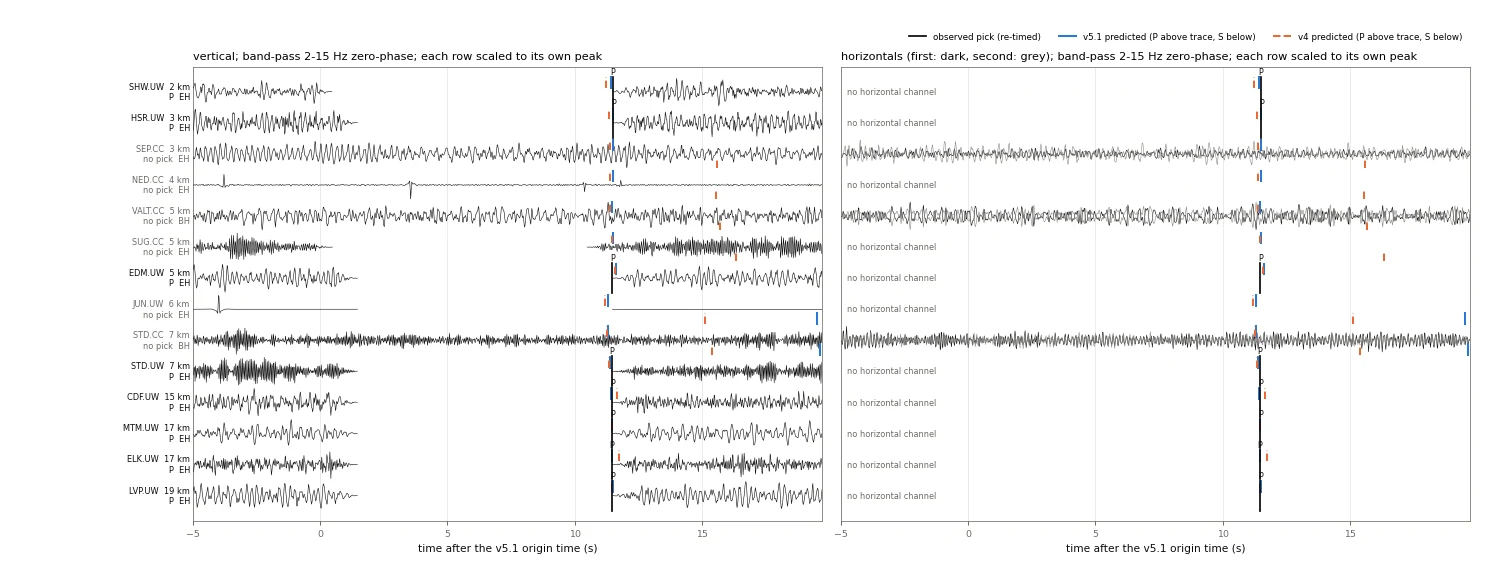 observed pick (re-timed)
v5.1 predicted (P above trace, S below)
v4 predicted (P above trace, S below)
vertical; band-pass 2-15 Hz zero-phase; each row scaled to its own peak
horizontals (first: dark, second: grey); band-pass 2-15 Hz zero-phase; each row scaled to its own peak
SHW.UW 2 km
P EH
HSR.UW 3 km
P EH
SEP.CC 3 km
no pick EH
NED.CC 4 km
no pick EH
VALT.CC 5 km
no pick BH
SUG.CC 5 km
no pick EH
EDM.UW 5 km
P EH
JUN.UW 6 km
no pick EH
STD.CC 7 km
no pick BH
STD.UW 7 km
P EH
CDF.UW 15 km
P EH
MTM.UW 17 km
P EH
ELK.UW 17 km
P EH
LVP.UW 19 km
P EH
P
P
P
P
P
P
P
P
−5
0
5
10
15
time after the v5.1 origin time (s)
no horizontal channel
no horizontal channel
no horizontal channel
no horizontal channel
no horizontal channel
no horizontal channel
no horizontal channel
no horizontal channel
no horizontal channel
no horizontal channel
no horizontal channel
P
P
P
P
P
P
P
P
−5
0
5
10
15
time after the v5.1 origin time (s)